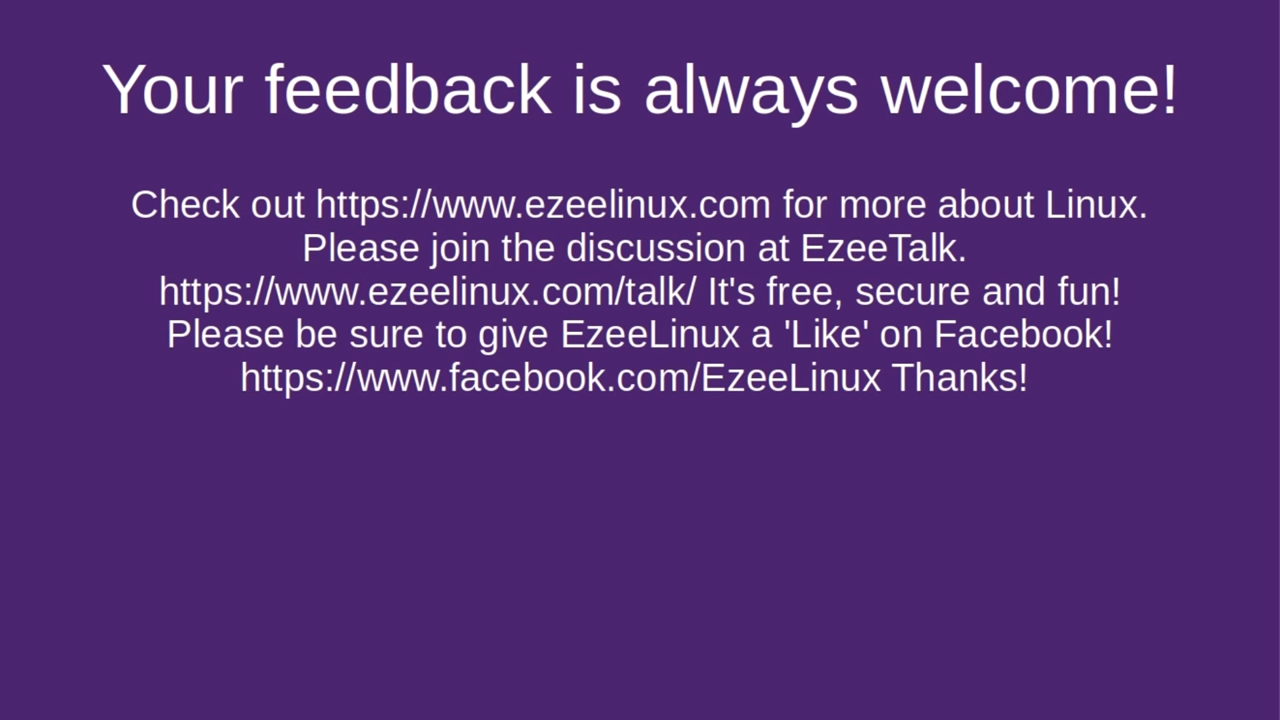 Your feedback is always welcome!
Check out https://www.ezeelinux.com for more about Linux.
Please join the discussion at EzeeTalk.
https://www.ezeelinux.com/talk/ It's free, secure and fun!
Please be sure to give EzeeLinux a 'Like' on Facebook!
https://www.facebook.com/EzeeLinux Thanks!